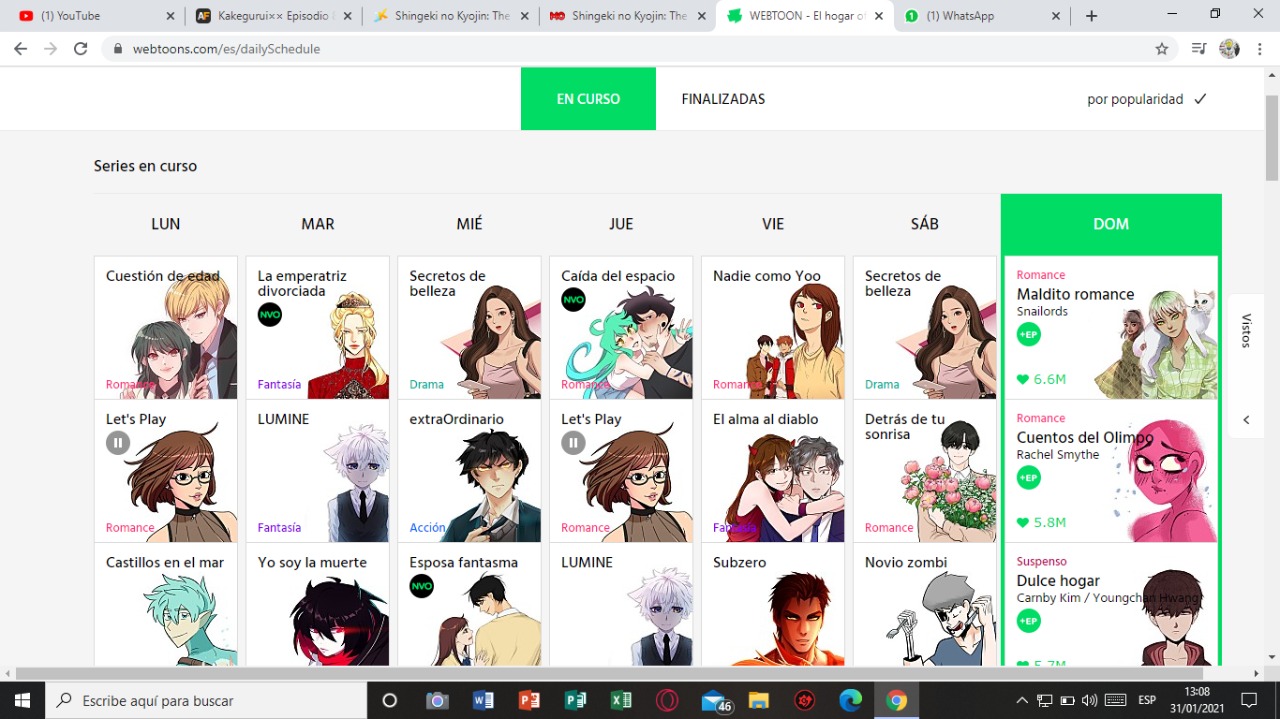 (1) YouTube
Kakegurui×× Episodio
Shingeki no Kyojin: The
Shingeki no Kyojin: The
WEBTOON - El hogar o
(1) WhatsApp
webtoons.com/es/dailySchedule
EN CURSO
FINALIZADAS
por popularidad
Series en curso
LUN
MAR
MIÉ
JUE
VIE
SÁB
DOM
Cuestión de edad
Romance
La emperatriz
divorciada
NVO
Fantasía
Secretos de
belleza
Drama
Caída del espacio
NVO
Romance
Nadie como Yoo
Romance
Secretos de
belleza
Drama
Romance
Maldito romance
Snailords
+EP
6.6M
Vistos
Let's Play
Romance
LUMINE
Fantasía
extraOrdinario
Acción
Let's Play
Romance
El alma al diablo
Fantasía
Detrás de tu
sonrisa
Romance
Romance
Cuentos del Olimpo
Rachel Smythe
+EP
5.8M
Castillos en el mar
Yo soy la muerte
Esposa fantasma
NVO
LUMINE
Subzero
Novio zombi
Suspenso
Dulce hogar
Carnby Kim / Youngchan Hwang
+EP
5.7M
Escribe aquí para buscar
46
ESP
13:08
31/01/2021